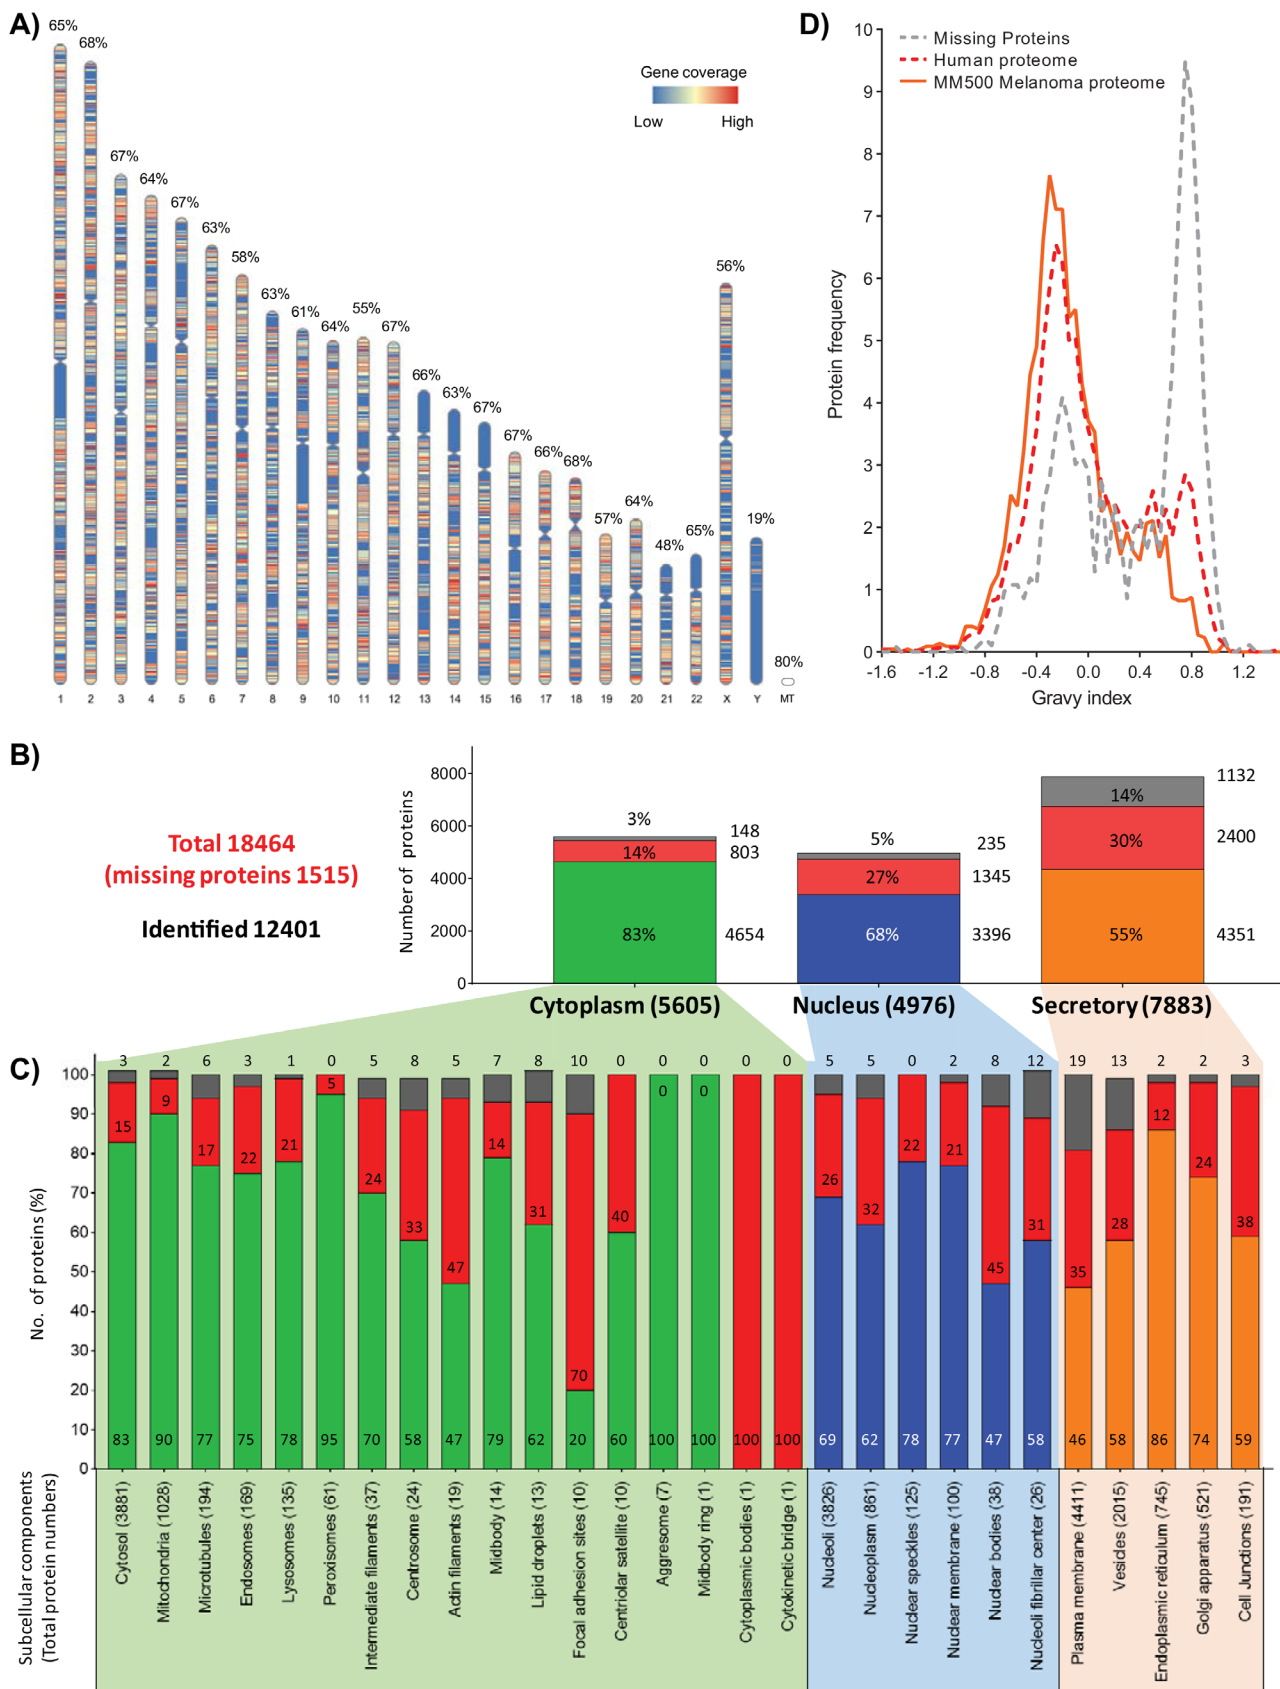 A)
65%
68%
67%
64%
67%
63%
58%
63%
61%
64%
55%
67%
66%
63%
67%
67%
66%
68%
57%
64%
48%
65%
56%
19%
80%
Gene coverage
Low High
1 2 3 4 5 6 7 8 9 10 11 12 13 14 15 16 17 18 19 20 21 22 X Y MT
D)
Missing Proteins
Human proteome
MM500 Melanoma proteome
Protein frequency
10
9
8
7
6
5
4
3
2
1
0
-1.6 -1.2 -0.8 -0.4 0.0 0.4 0.8 1.2
Gravy index
B)
Total 18464
(missing proteins 1515)
Identified 12401
Number of proteins
8000
6000
4000
2000
0
3% 148
14% 803
83% 4654
5% 235
27% 1345
68% 3396
14% 1132
30% 2400
55% 4351
Cytoplasm (5605) Nucleus (4976) Secretory (7883)
C)
No. of proteins (%)
100
90
80
70
60
50
40
30
20
10
0
3 2 6 3 1 0 5 8 5 7 8 10 0 0 0 0 0 5 5 0 2 8 12 19 13 2 2 3
15 9 17 22 21 5 24 33 47 14 31 70 40 0 0 26 32 22 21 45 31 35 28 12 24 38
83 90 77 75 78 95 70 58 47 79 62 20 60 100 100 100 100 69 62 78 77 47 58 46 58 86 74 59
Subcellular components
(Total protein numbers)
Cytosol (3881)
Mitochondria (1028)
Microtubules (194)
Endosomes (169)
Lysosomes (135)
Peroxisomes (61)
Intermediate filaments (37)
Centrosome (24)
Actin filaments (19)
Midbody (14)
Lipid droplets (13)
Focal adhesion sites (10)
Centriolar satellite (10)
Aggresome (7)
Midbody ring (1)
Cytoplasmic bodies (1)
Cytokinetic bridge (1)
Nucleoli (3826)
Nucleoplasm (861)
Nuclear speckles (125)
Nuclear membrane (100)
Nuclear bodies (38)
Nucleoli fibrillar center (26)
Plasma membrane (4411)
Vesicles (2015)
Endoplasmic reticulum (745)
Golgi apparatus (521)
Cell Junctions (191)